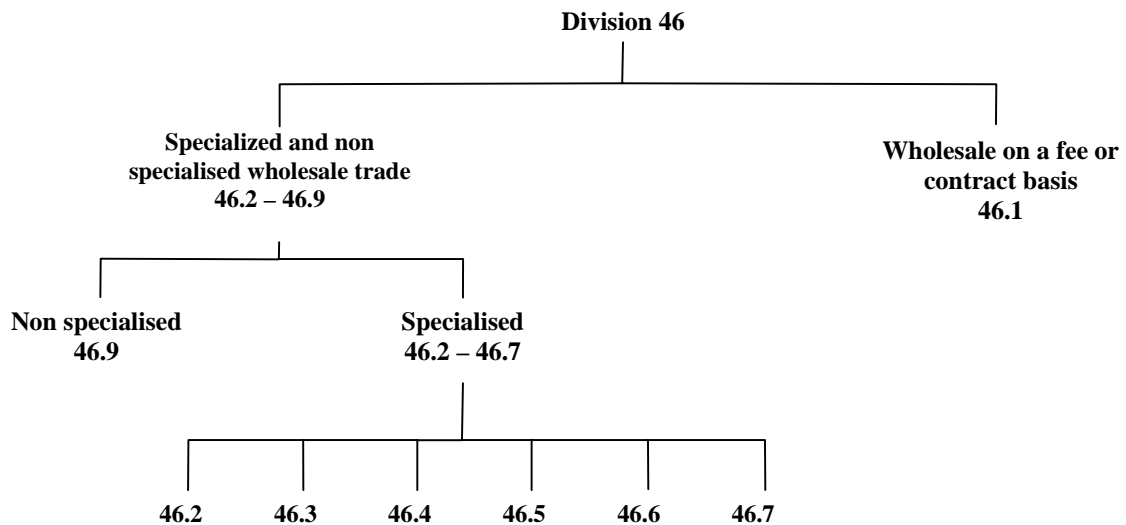 Division 46
Specialized and non
specialised wholesale trade
46.2 – 46.9
Wholesale on a fee or
contract basis
46.1
Non specialised
46.9
Specialised
46.2 – 46.7
46.2 46.3 46.4 46.5 46.6 46.7